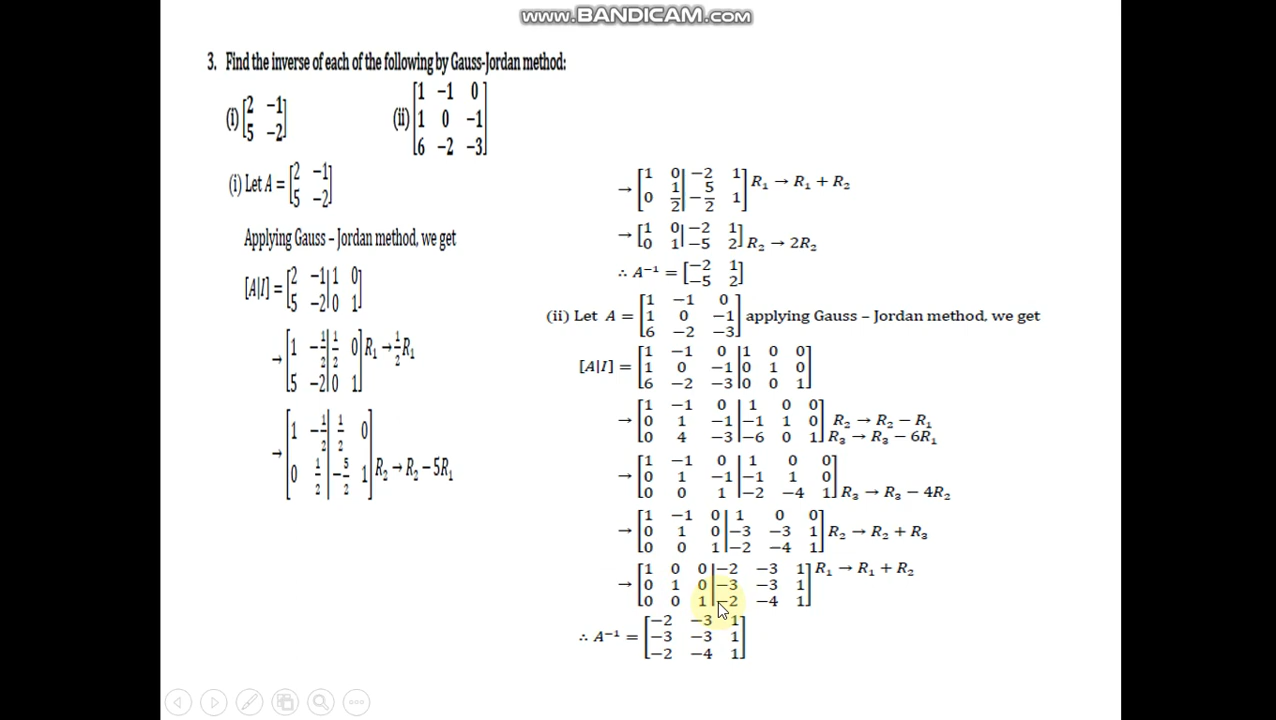 www.BANDICAM.com
3. Find the inverse of each of the following by Gauss-Jordan method:
(i) [2 −1
5 −2]
(ii) [1 −1 0
1 0 −1
6 −2 −3]
(i) Let A = [2 −1
5 −2]
Applying Gauss – Jordan method, we get
[A|I] = [2 −1|1 0
5 −2|0 1]
→ [1 −1/2|1/2 0
5 −2|0 1] R₁ → 1/2 R₁
→ [1 −1/2|1/2 0
0 1/2|−5/2 1] R₂ → R₂ − 5R₁
→ [1 0|−2 1
0 1/2|−5/2 1] R₁ → R₁ + R₂
→ [1 0|−2 1
0 1|−5 2] R₂ → 2R₂
∴ A⁻¹ = [−2 1
−5 2]
(ii) Let A = [1 −1 0
1 0 −1
6 −2 −3] applying Gauss – Jordan method, we get
[A|I] = [1 −1 0|1 0 0
1 0 −1|0 1 0
6 −2 −3|0 0 1]
→ [1 −1 0|1 0 0
0 1 −1|−1 1 0 R₂ → R₂ − R₁
0 4 −3|−6 0 1] R₃ → R₃ − 6R₁
→ [1 −1 0|1 0 0
0 1 −1|−1 1 0
0 0 1|−2 −4 1] R₃ → R₃ − 4R₂
→ [1 −1 0|1 0 0
0 1 0|−3 −3 1 R₂ → R₂ + R₃
0 0 1|−2 −4 1]
→ [1 0 0|−2 −3 1 R₁ → R₁ + R₂
0 1 0|−3 −3 1
0 0 1|−2 −4 1]
∴ A⁻¹ = [−2 −3 1
−3 −3 1
−2 −4 1]